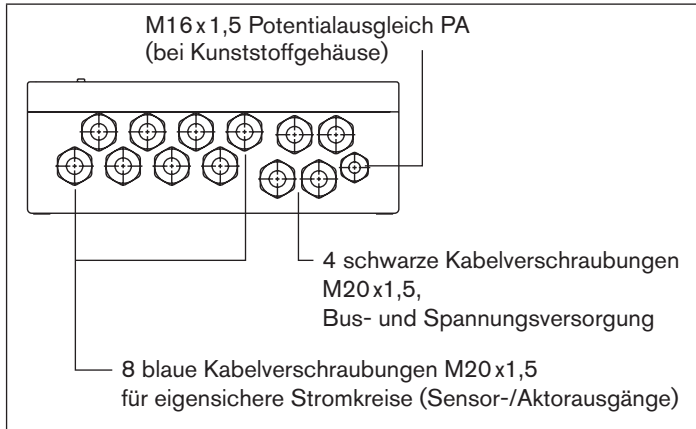 M16 x 1,5 Potentialausgleich PA
(bei Kunststoffgehäuse)
4 schwarze Kabelverschraubungen
M20 x 1,5,
Bus- und Spannungsversorgung
8 blaue Kabelverschraubungen M20 x 1,5
für eigensichere Stromkreise (Sensor-/Aktorausgänge)